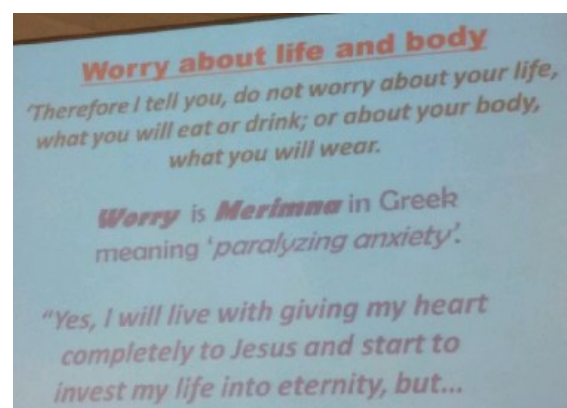 Worry about life and body
'Therefore I tell you, do not worry about your life,
what you will eat or drink; or about your body,
what you will wear.
Worry is Merimna in Greek
meaning 'paralyzing anxiety'.
"Yes, I will live with giving my heart
completely to Jesus and start to
invest my life into eternity, but...